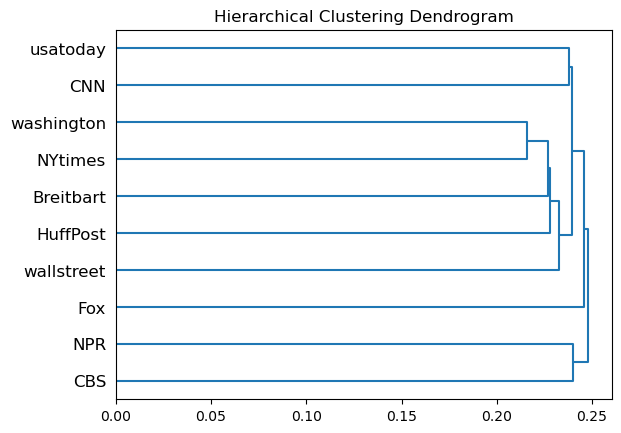 Hierarchical Clustering Dendrogram
usatoday
CNN
washington
NYtimes
Breitbart
HuffPost
wallstreet
Fox
NPR
CBS
0.00 0.05 0.10 0.15 0.20 0.25